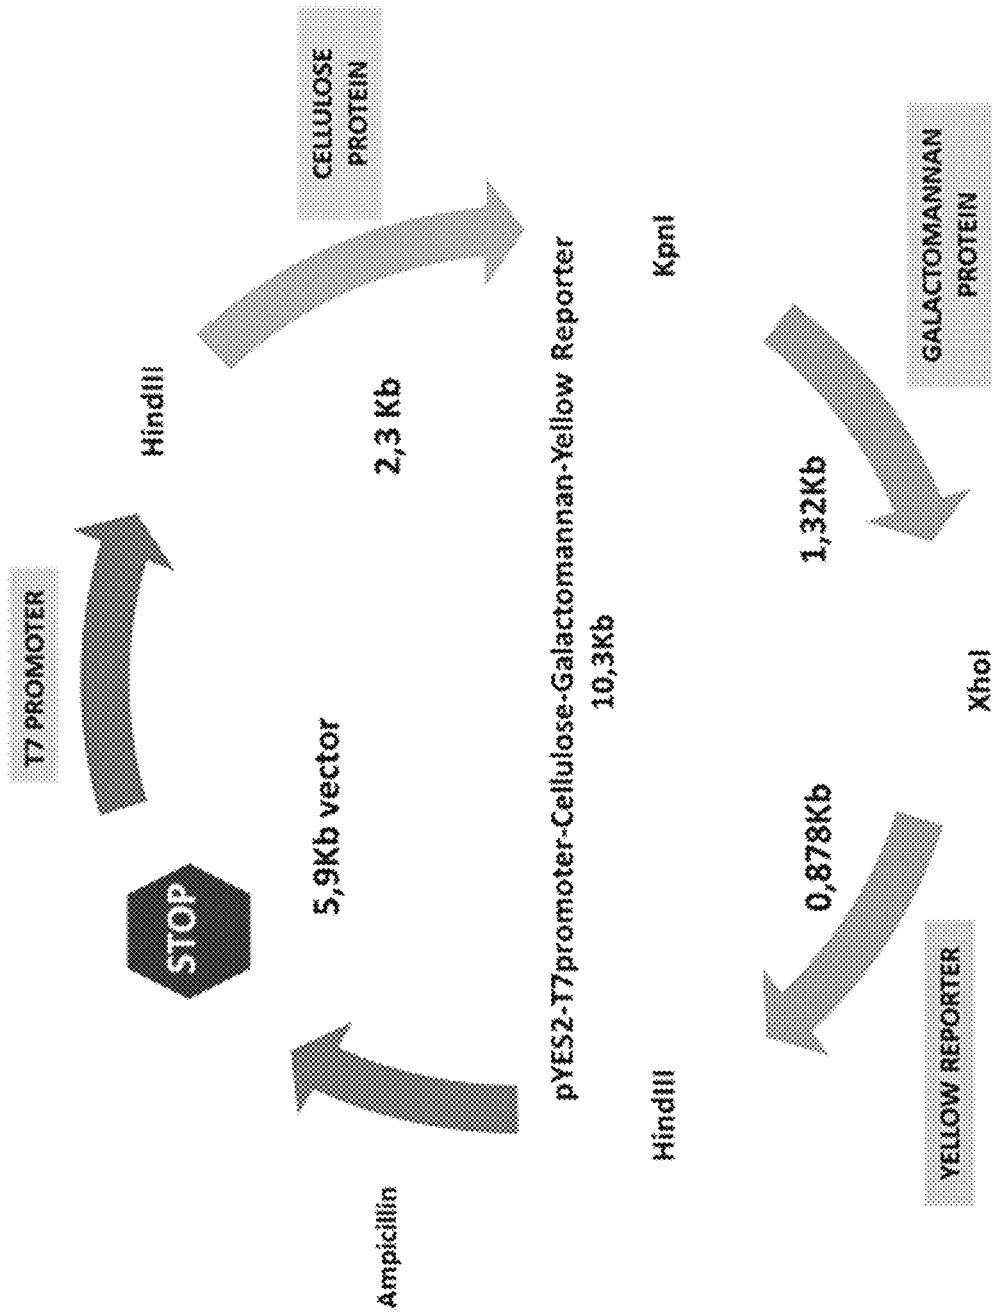 T7 PROMOTER
STOP
HindIII
CELLULOSE
PROTEIN
5,9Kb vector
2,3 Kb
Ampicillin
pYES2-T7promoter-Cellulose-Galactomannan-Yellow Reporter
10,3Kb
HindIII
KpnI
0,878Kb
1,32Kb
YELLOW REPORTER
XhoI
GALACTOMANNAN
PROTEIN